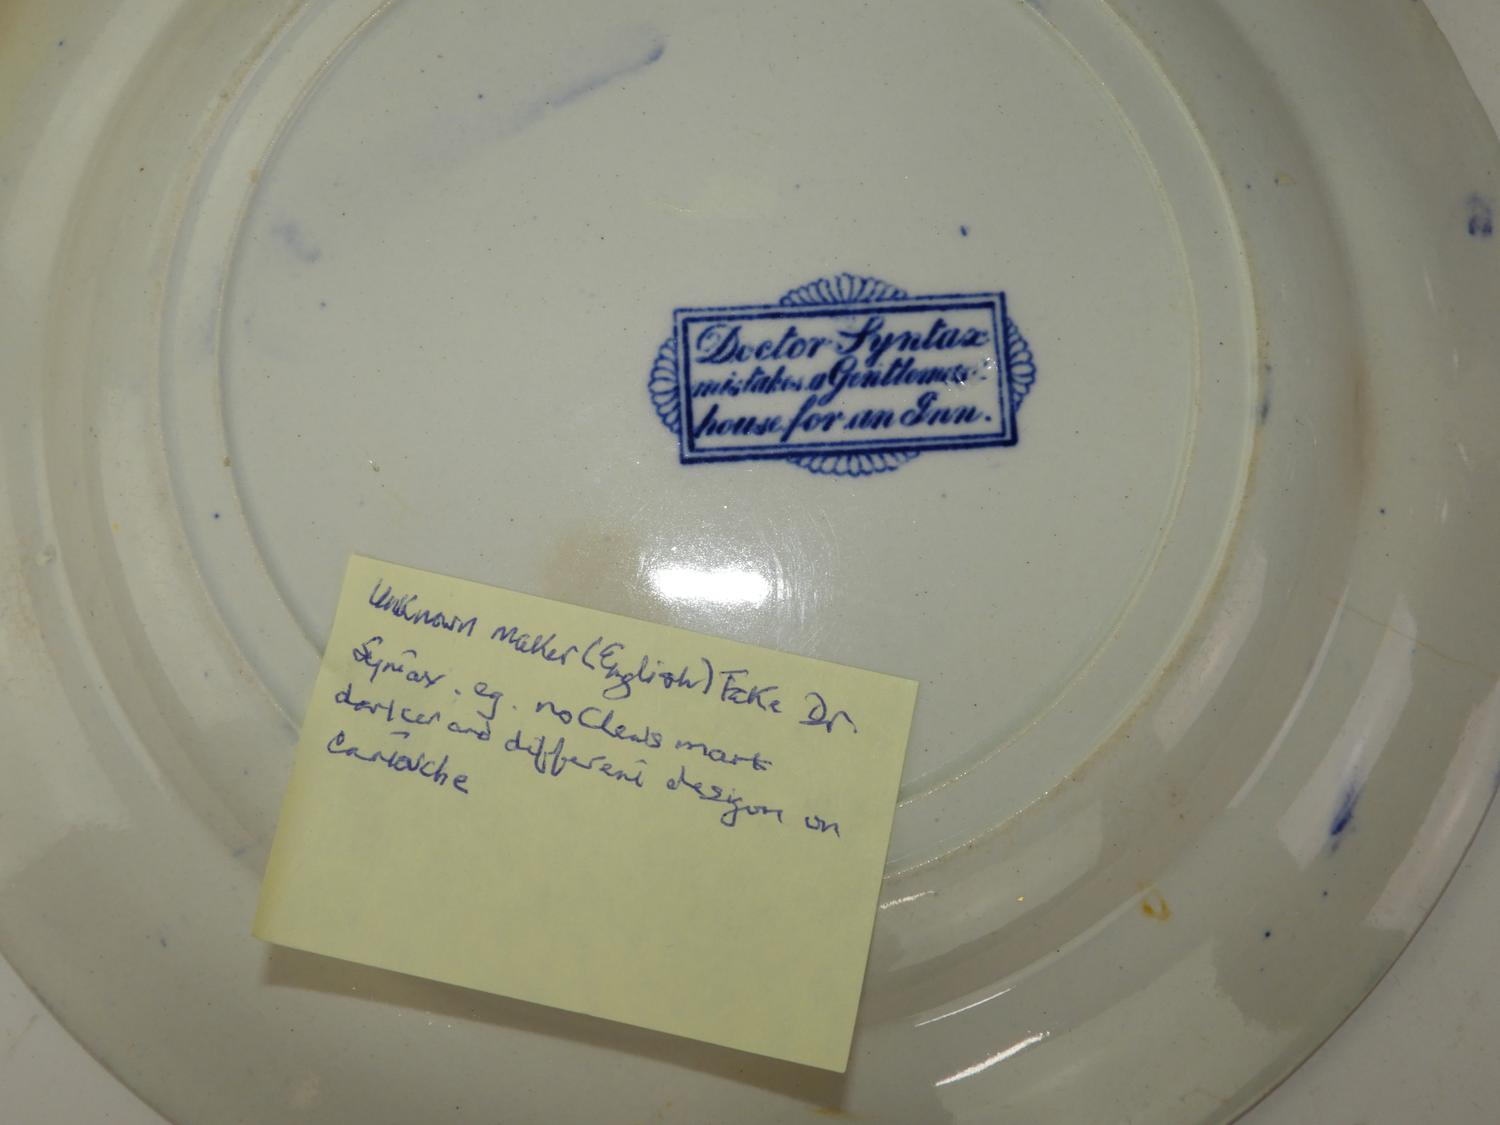 Doctor Syntax
mistakes a Gentlemans
house for an Inn.
Unknown maker (English) Fake Dr.
Syntax. eg. no Clews mark
darker and different design on
Cartouche